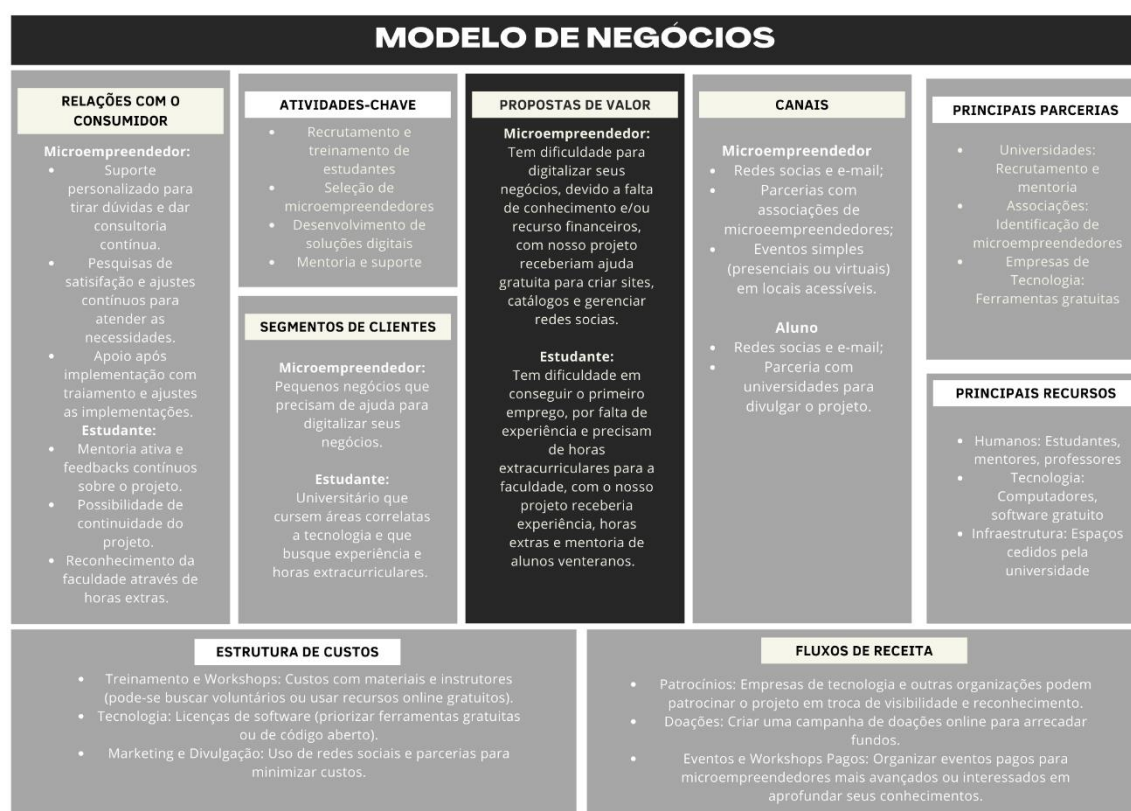 MODELO DE NEGÓCIOS
RELAÇÕES COM O
CONSUMIDOR
Microempreendedor:
• Suporte
personalizado para
tirar dúvidas e dar
consultoria
contínua.
• Pesquisas de
satisifação e ajustes
contínuos para
atender as
necessidades.
• Apoio após
implementação com
tralamento e ajustes
as implementações.
Estudante:
• Mentoria ativa e
feedbacks contínuos
sobre o projeto.
• Possibilidade de
continuidade do
projeto.
• Reconhecimento da
faculdade através de
horas extras.
ATIVIDADES-CHAVE
• Recrutamento e
treinamento de
estudantes
• Seleção de
microempreendedores
• Desenvolvimento de
soluções digitais
• Mentoria e suporte
SEGMENTOS DE CLIENTES
Microempreendedor:
Pequenos negócios que
precisam de ajuda para
digitalizar seus
negócios.
Estudante:
Universitário que
cursem áreas correlatas
a tecnologia e que
busque experiência e
horas extracurriculares.
PROPOSTAS DE VALOR
Microempreendedor:
Tem dificuldade para
digitalizar seus
negócios, devido a falta
de conhecimento e/ou
recurso financeiros,
com nosso projeto
receberiam ajuda
gratuita para criar sites,
catálogos e gerenciar
redes socias.
Estudante:
Tem dificuldade em
conseguir o primeiro
emprego, por falta de
experiência e precisam
de horas
extracurriculares para a
faculdade, com o nosso
projeto receberia
experiência, horas
extras e mentoria de
alunos venteranos.
CANAIS
Microempreendedor
• Redes socias e e-mail;
• Parcerias com
associações de
microeempreendedores;
• Eventos simples
(presenciais ou virtuais)
em locais acessíveis.
Aluno
• Redes socias e e-mail;
• Parceria com
universidades para
divulgar o projeto.
PRINCIPAIS PARCERIAS
• Universidades:
Recrutamento e
mentoria
• Associações:
Identificação de
microempreendedores
• Empresas de
Tecnologia:
Ferramentas gratuitas
PRINCIPAIS RECURSOS
• Humanos: Estudantes,
mentores, professores
• Tecnologia:
Computadores,
software gratuito
• Infraestrutura: Espaços
cedidos pela
universidade
ESTRUTURA DE CUSTOS
• Treinamento e Workshops: Custos com materiais e instrutores
(pode-se buscar voluntários ou usar recursos online gratuitos).
• Tecnologia: Licenças de software (priorizar ferramentas gratuitas
ou de código aberto).
• Marketing e Divulgação: Uso de redes sociais e parcerias para
minimizar custos.
FLUXOS DE RECEITA
• Patrocínios: Empresas de tecnologia e outras organizações podem
patrocinar o projeto em troca de visibilidade e reconhecimento.
• Doações: Criar uma campanha de doações online para arrecadar
fundos.
• Eventos e Workshops Pagos: Organizar eventos pagos para
microempreendedores mais avançados ou interessados em
aprofundar seus conhecimentos.